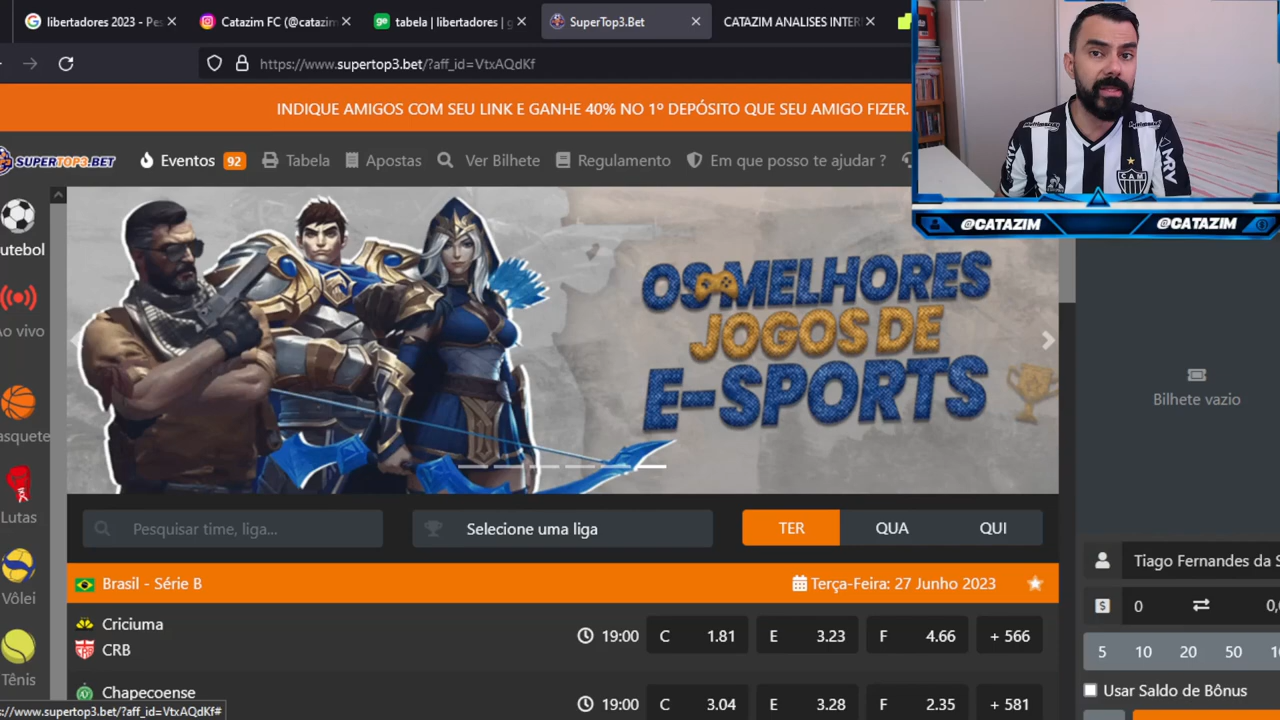 libertadores 2023 - Pes
Catazim FC (@catazim
ge
tabela | libertadores | g
SuperTop3.Bet
CATAZIM ANALISES INTER
https://www.supertop3.bet/?aff_id=VtxAQdKf
INDIQUE AMIGOS COM SEU LINK E GANHE 40% NO 1º DEPÓSITO QUE SEU AMIGO FIZER.
SUPERTOP3.BET
Eventos 92
Tabela
Apostas
Ver Bilhete
Regulamento
Em que posso te ajudar ?
CAM
MRV
@CATAZIM
@CATAZIM
utebol
Ao vivo
asquete
Lutas
Vôlei
Tênis
OS MELHORES
JOGOS DE
E-SPORTS
Bilhete vazio
Pesquisar time, liga...
Selecione uma liga
TER
QUA
QUI
Brasil - Série B
Terça-Feira: 27 Junho 2023
Criciuma
CRB
19:00
C 1.81
E 3.23
F 4.66
+ 566
Chapecoense
19:00
C 3.04
E 3.28
F 2.35
+ 581
Tiago Fernandes da S
0
0,
5 10 20 50 10
Usar Saldo de Bônus
s://www.supertop3.bet/?aff_id=VtxAQdKf#